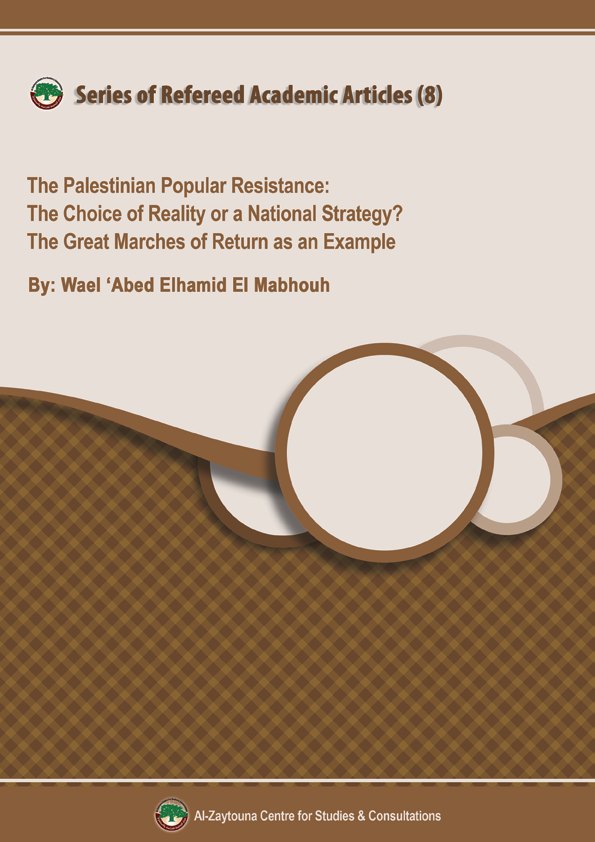 Series of Refereed Academic Articles (8)
The Palestinian Popular Resistance:
The Choice of Reality or a National Strategy?
The Great Marches of Return as an Example
By: Wael ‘Abed Elhamid El Mabhouh
Al-Zaytouna Centre for Studies & Consultations